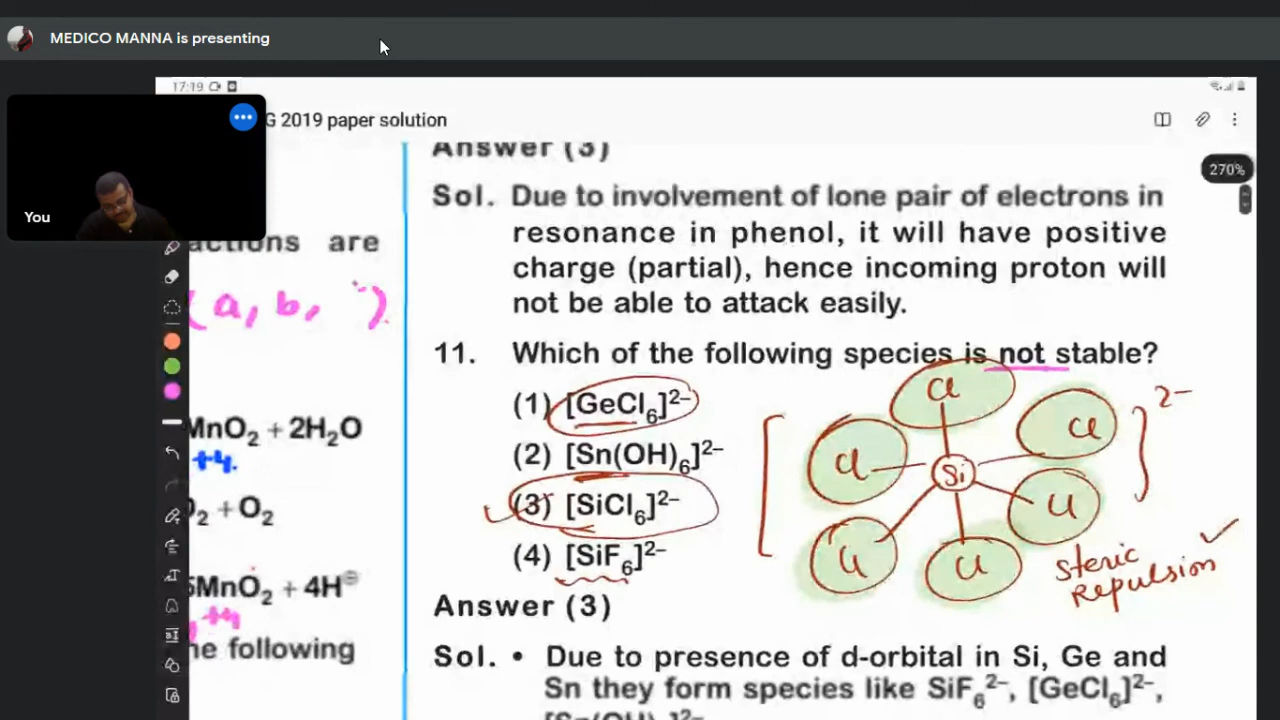 MEDICO MANNA is presenting
17:19
G 2019 paper solution
270%
You
actions are
(a, b, )
MnO₂ + 2H₂O
+4.
O₂ + O₂
5MnO₂ + 4H⊕
+4
he following
Answer (3)
Sol. Due to involvement of lone pair of electrons in
resonance in phenol, it will have positive
charge (partial), hence incoming proton will
not be able to attack easily.
11. Which of the following species is not stable?
(1) [GeCl₆]²⁻
(2) [Sn(OH)₆]²⁻
(3) [SiCl₆]²⁻
(4) [SiF₆]²⁻
Cl
Cl Cl
Si
Cl Cl
Cl
2-
Steric
Repulsion
Answer (3)
Sol. • Due to presence of d-orbital in Si, Ge and
Sn they form species like SiF₆²⁻, [GeCl₆]²⁻,
[Sn(OH)₆]²⁻